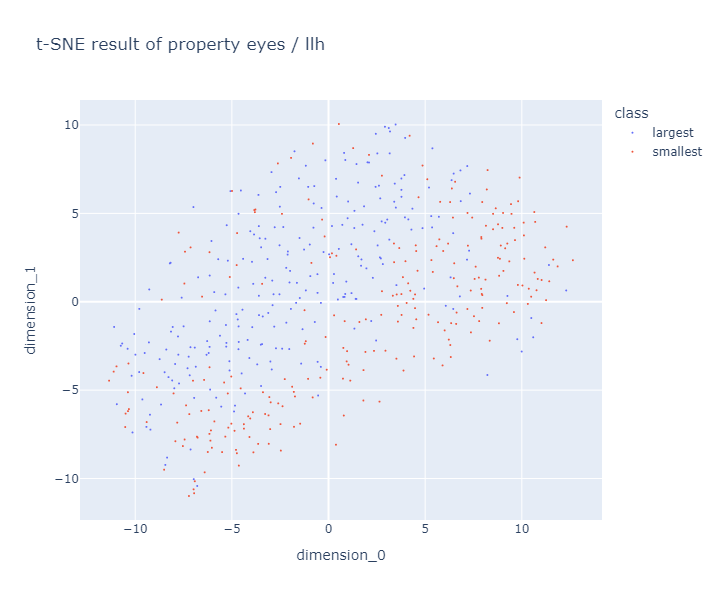 t-SNE result of property eyes / llh
class
largest
smallest
10
5
0
−5
−10
dimension_1
−10
−5
0
5
10
dimension_0